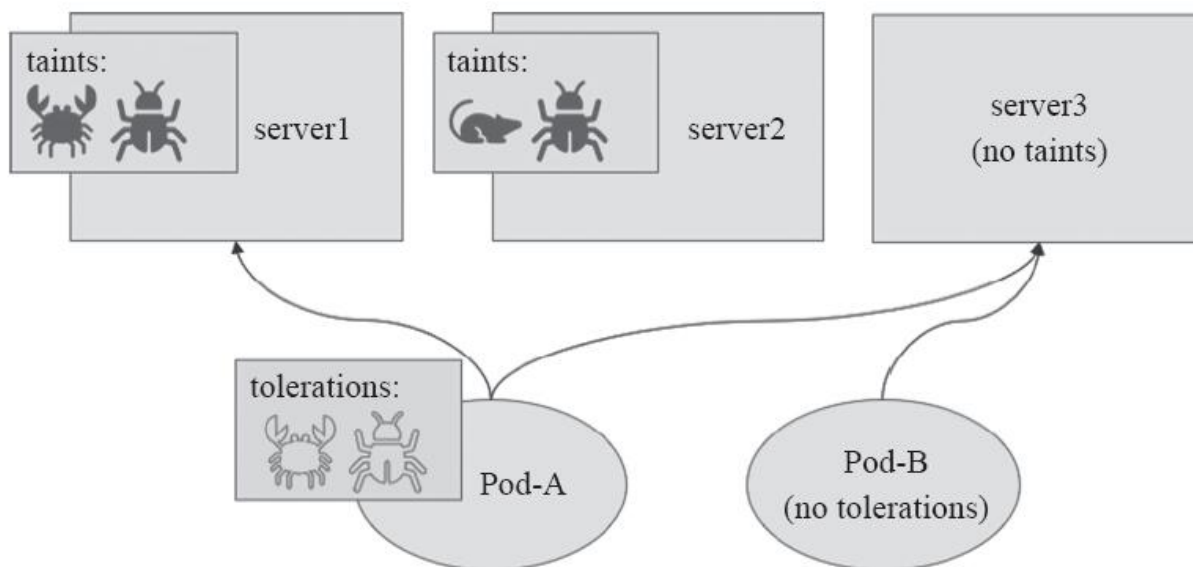 taints:
server1
taints:
server2
server3
(no taints)
tolerations:
Pod-A
Pod-B
(no tolerations)